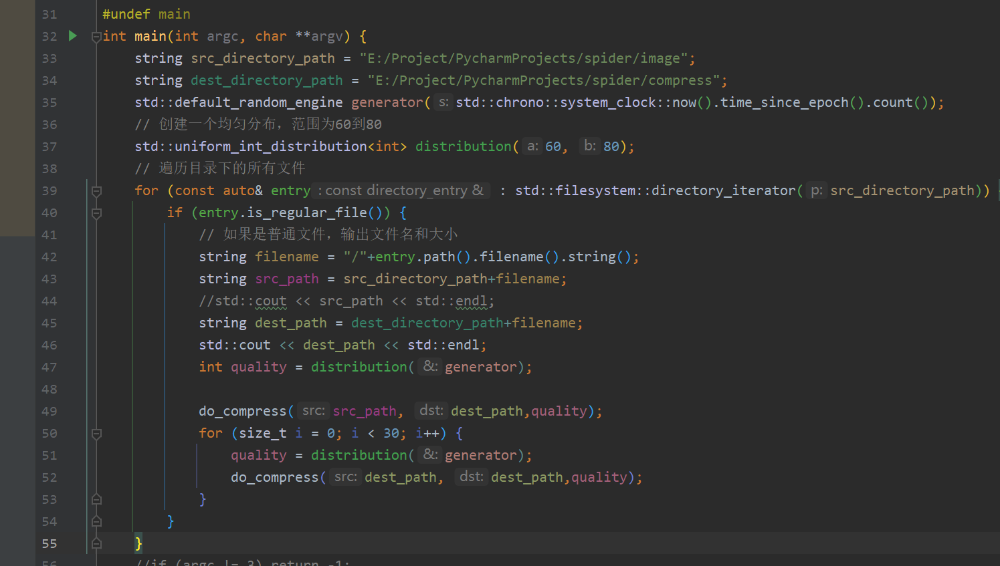 31 #undef main
32 int main(int argc, char **argv) {
33 string src_directory_path = "E:/Project/PycharmProjects/spider/image";
34 string dest_directory_path = "E:/Project/PycharmProjects/spider/compress";
35 std::default_random_engine generator( s: std::chrono::system_clock::now().time_since_epoch().count());
36 // 创建一个均匀分布，范围为60到80
37 std::uniform_int_distribution<int> distribution( a: 60, b: 80);
38 // 遍历目录下的所有文件
39 for (const auto& entry : const directory_entry & : std::filesystem::directory_iterator( p: src_directory_path))
40 if (entry.is_regular_file()) {
41 // 如果是普通文件，输出文件名和大小
42 string filename = "/"+entry.path().filename().string();
43 string src_path = src_directory_path+filename;
44 //std::cout << src_path << std::endl;
45 string dest_path = dest_directory_path+filename;
46 std::cout << dest_path << std::endl;
47 int quality = distribution( &: generator);
48
49 do_compress( src: src_path, dst: dest_path,quality);
50 for (size_t i = 0; i < 30; i++) {
51 quality = distribution( &: generator);
52 do_compress( src: dest_path, dst: dest_path,quality);
53 }
54 }
55 }
56 //if (argc != 3) return -1;